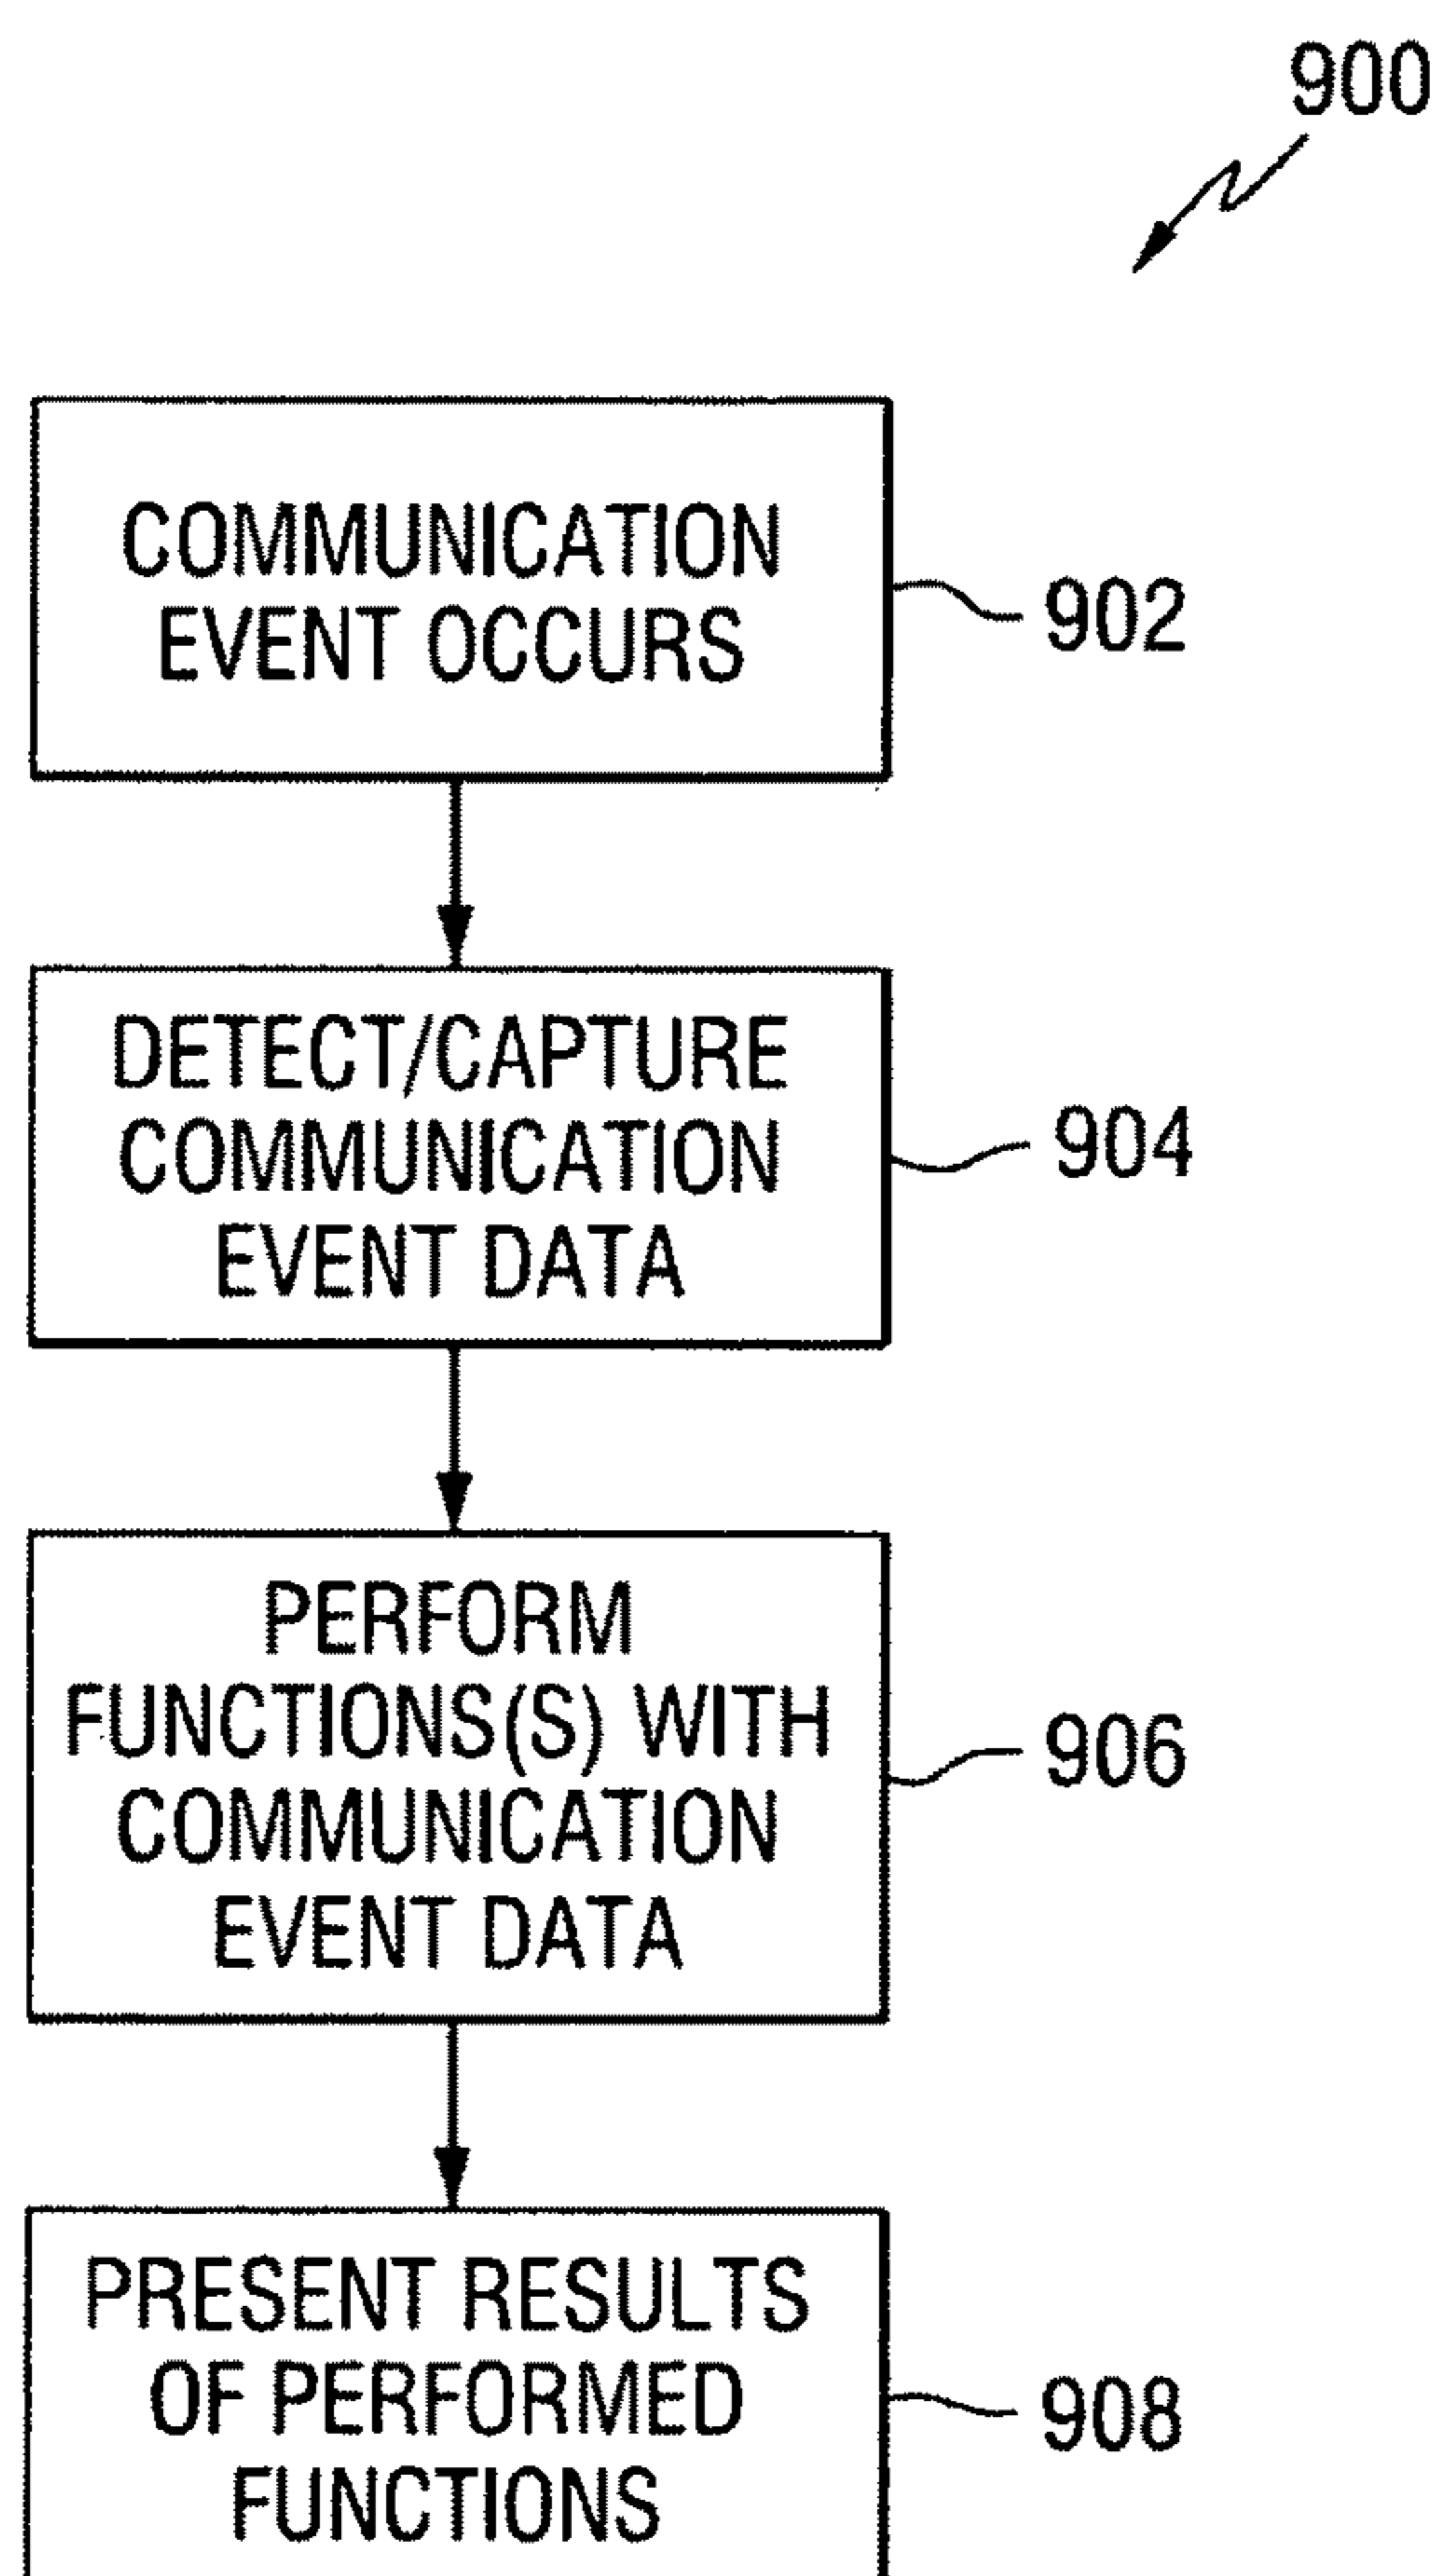 900
COMMUNICATION
EVENT OCCURS
902
DETECT/CAPTURE
COMMUNICATION
EVENT DATA
904
PERFORM
FUNCTIONS(S) WITH
COMMUNICATION
EVENT DATA
906
PRESENT RESULTS
OF PERFORMED
FUNCTIONS
908